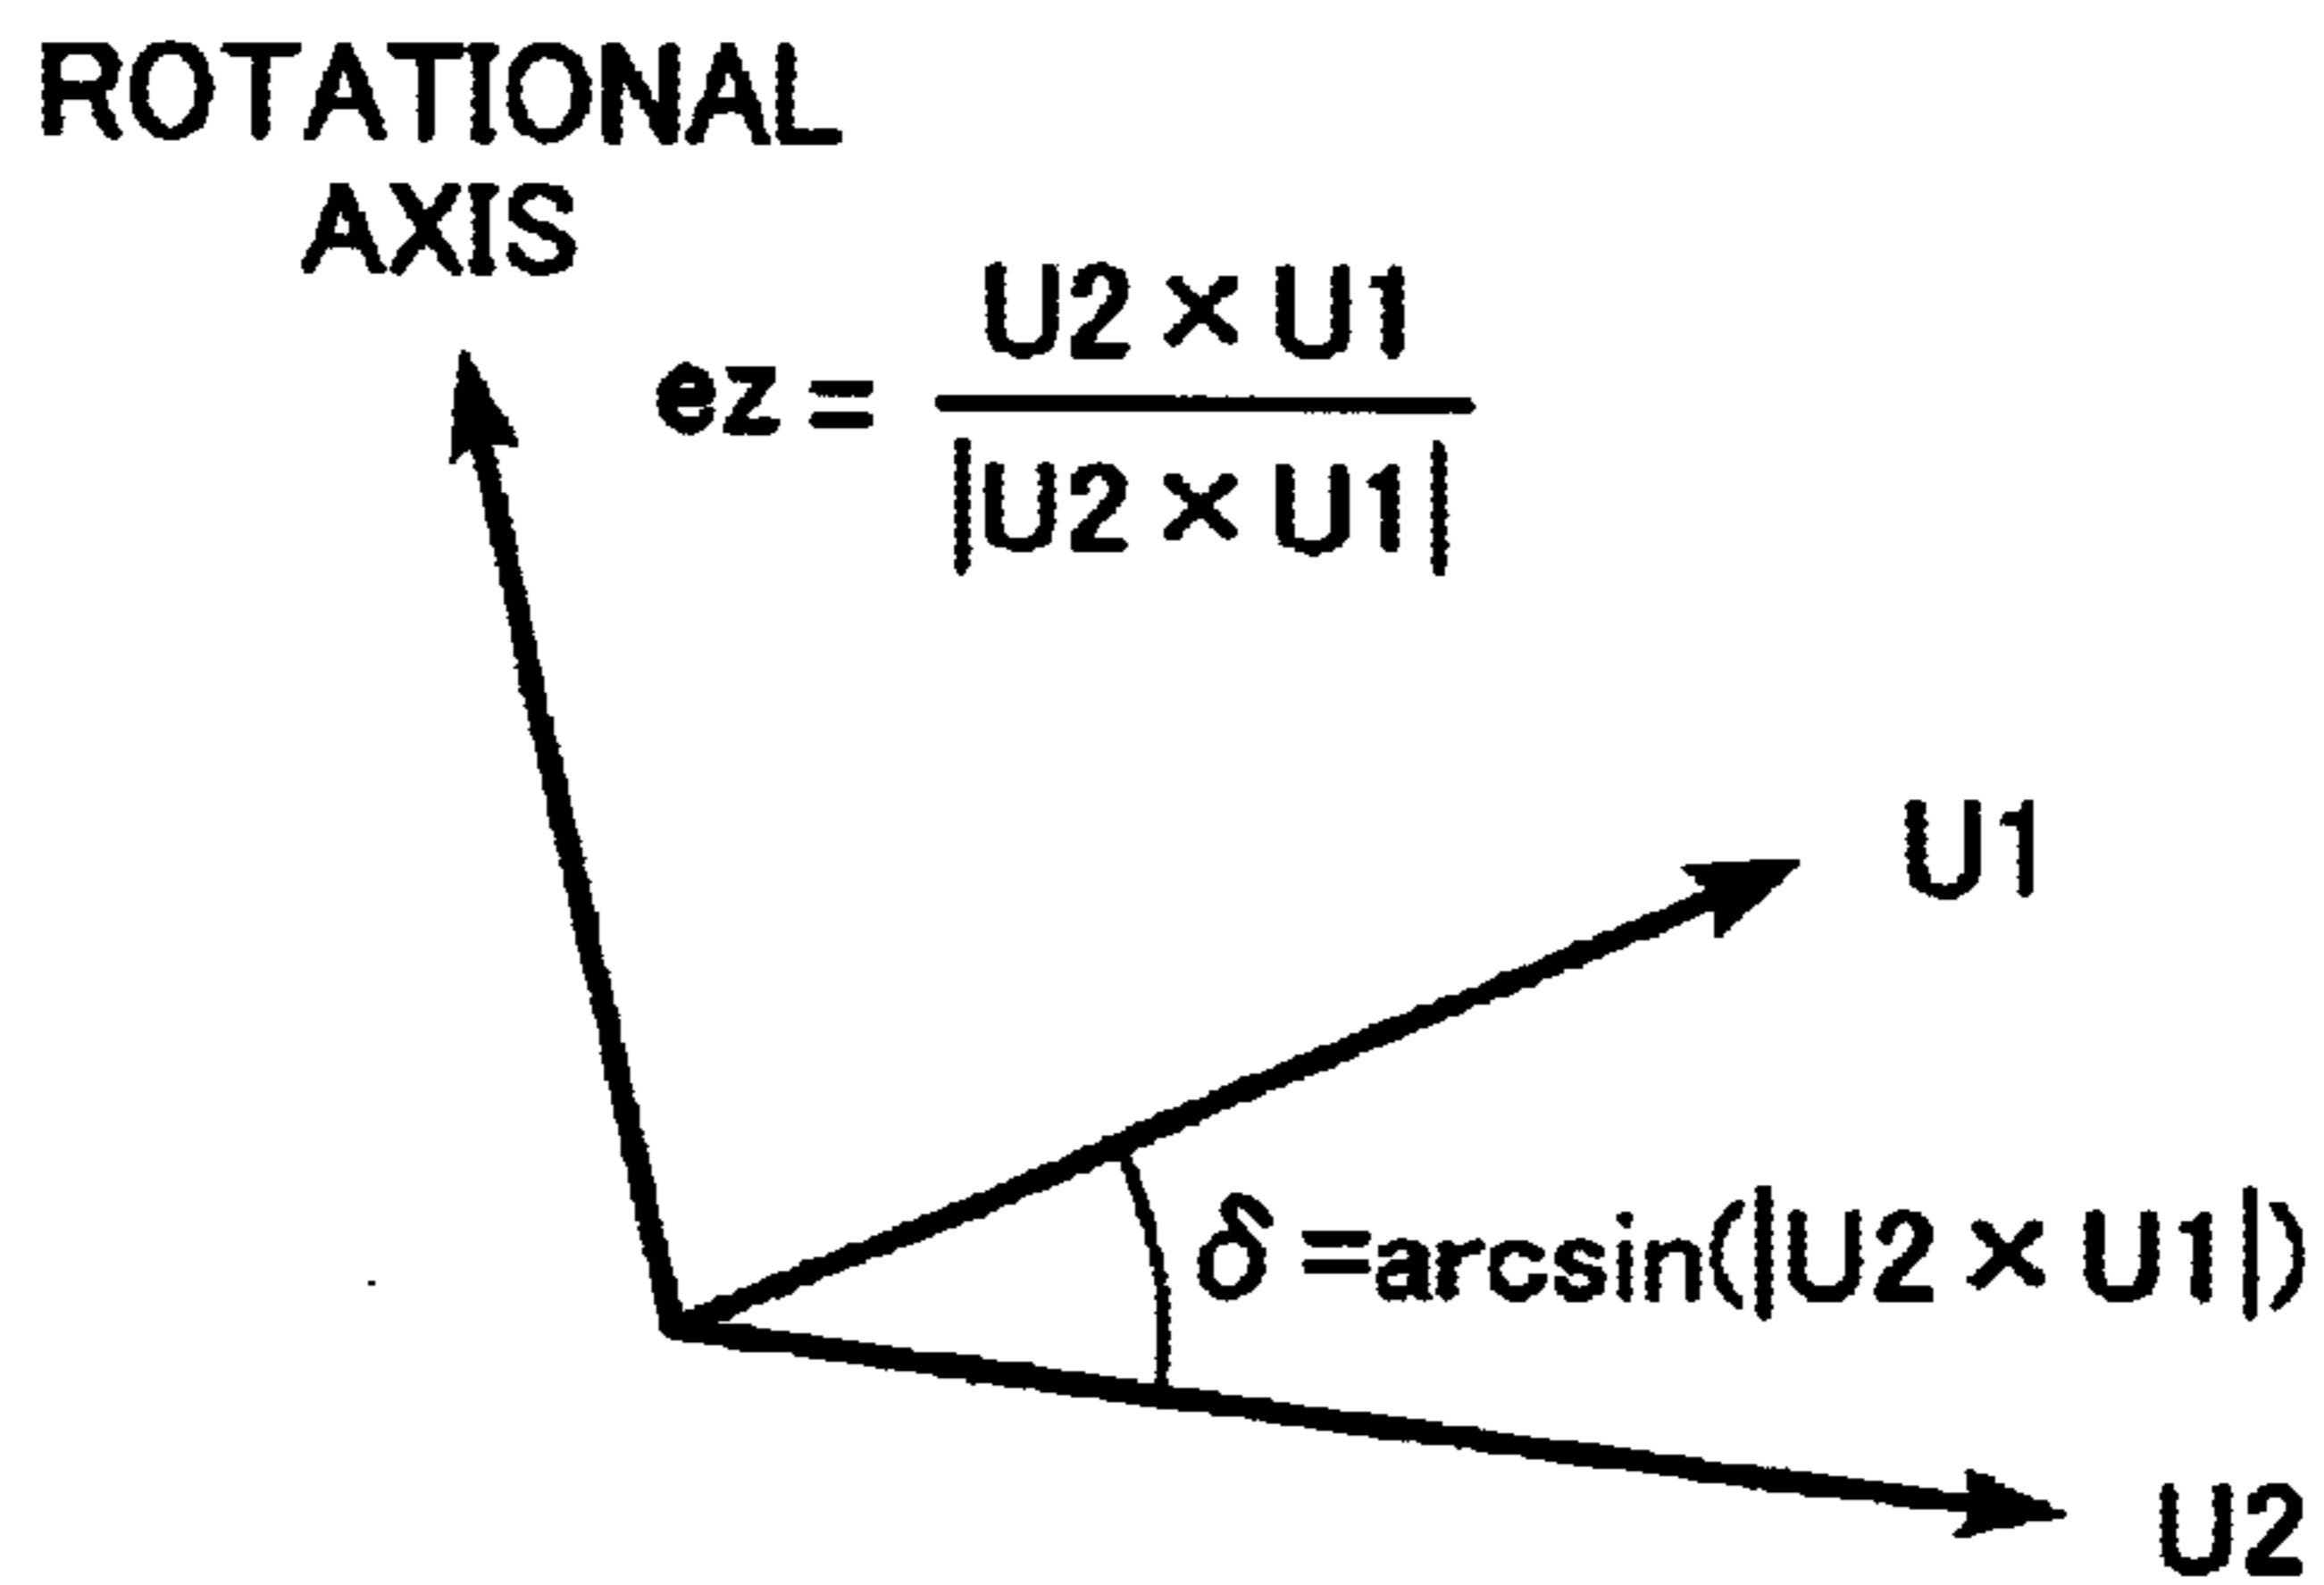 ROTATIONAL
AXIS
ez = U2 × U1 / |U2 × U1|
U1
δ =arcsin(|U2 × U1|)
U2